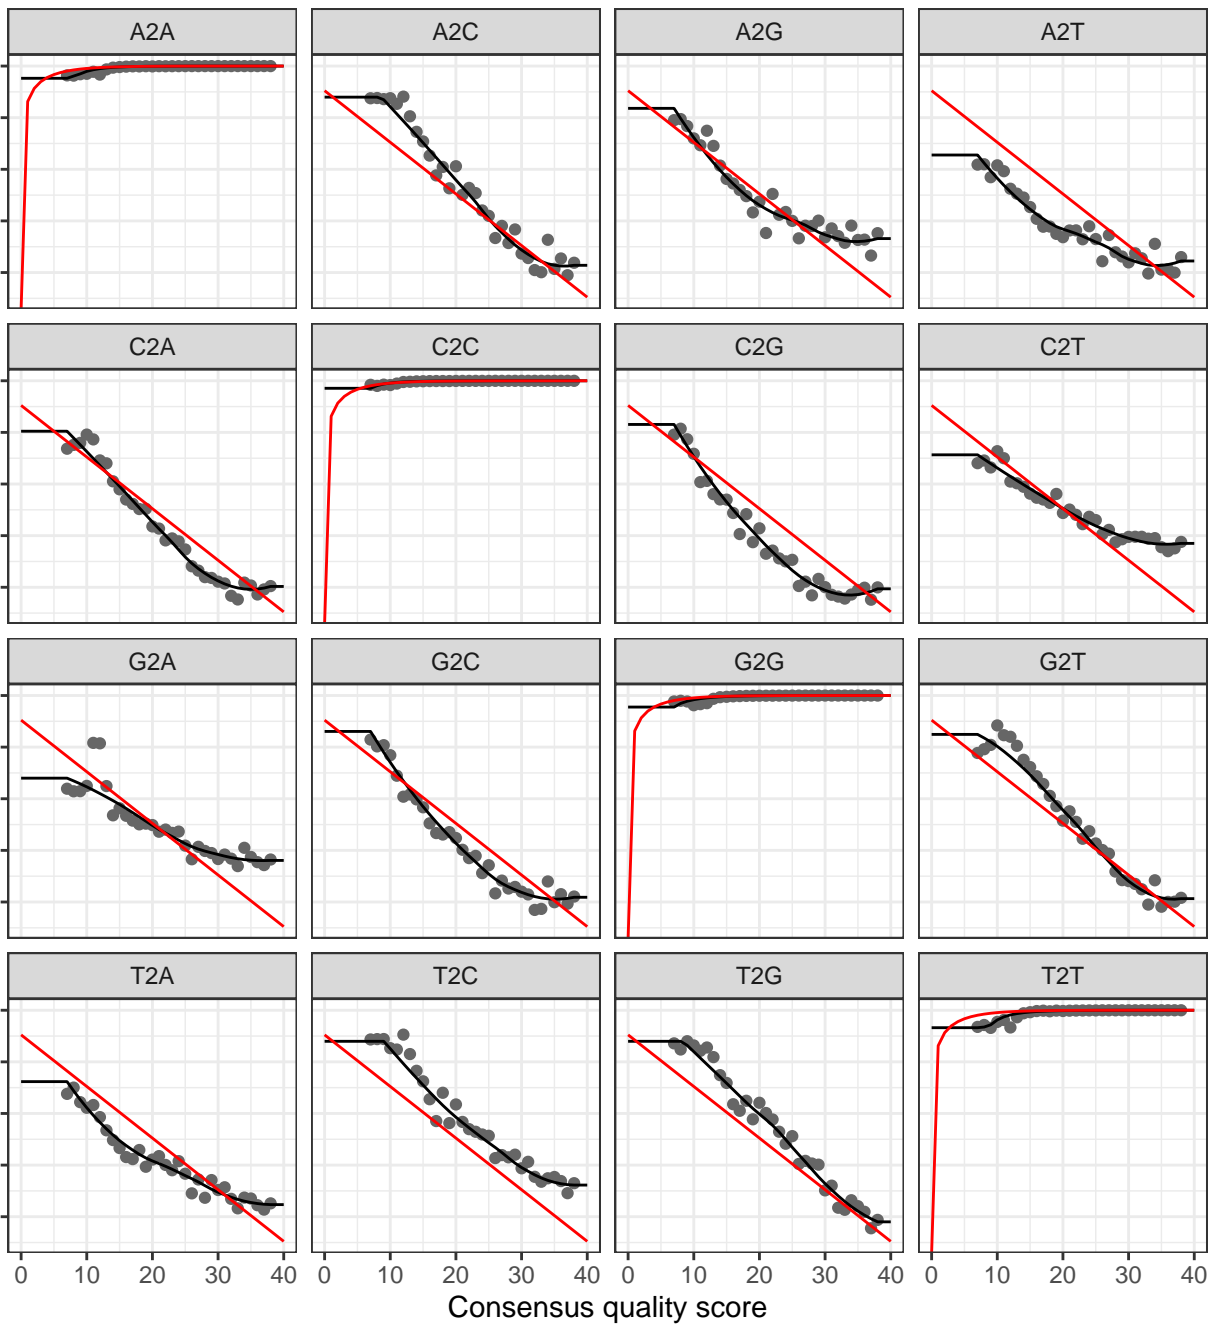 A2A A2C A2G A2T
C2A C2C C2G C2T
G2A G2C G2G G2T
T2A T2C T2G T2T
0 10 20 30 40 0 10 20 30 40 0 10 20 30 40 0 10 20 30 40
Consensus quality score